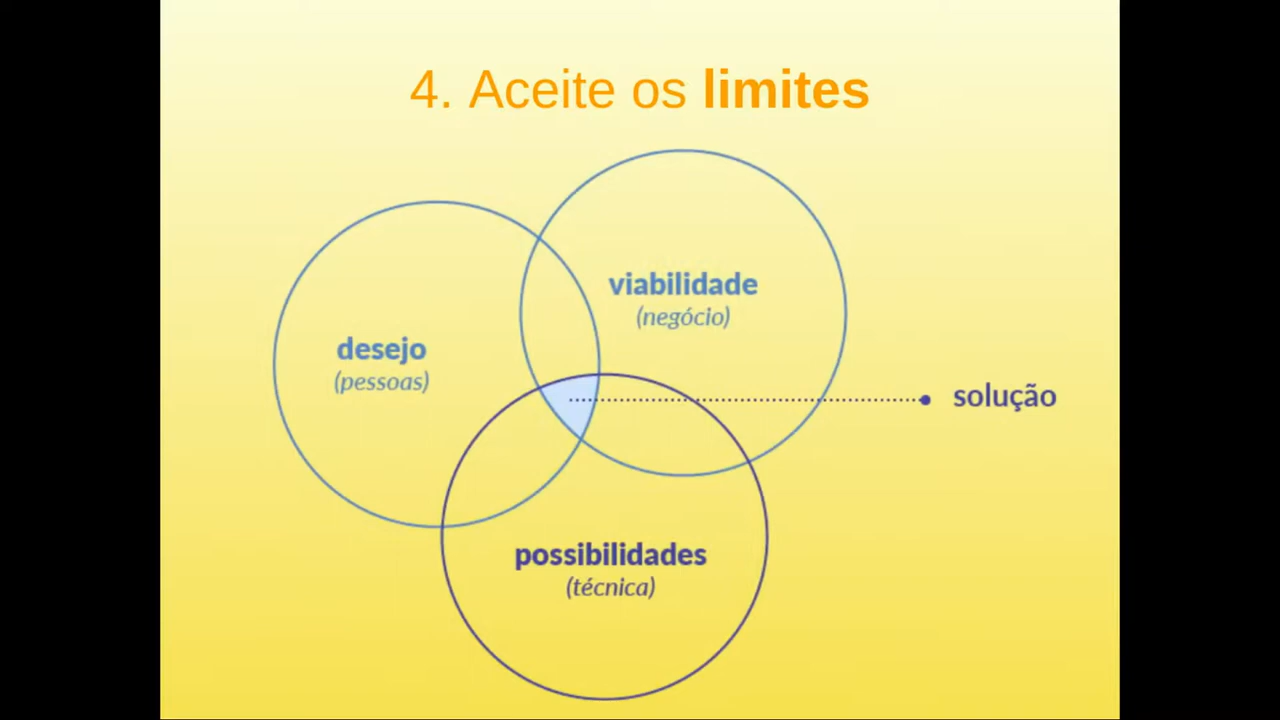 4. Aceite os limites
viabilidade
(negócio)
desejo
(pessoas)
solução
possibilidades
(técnica)